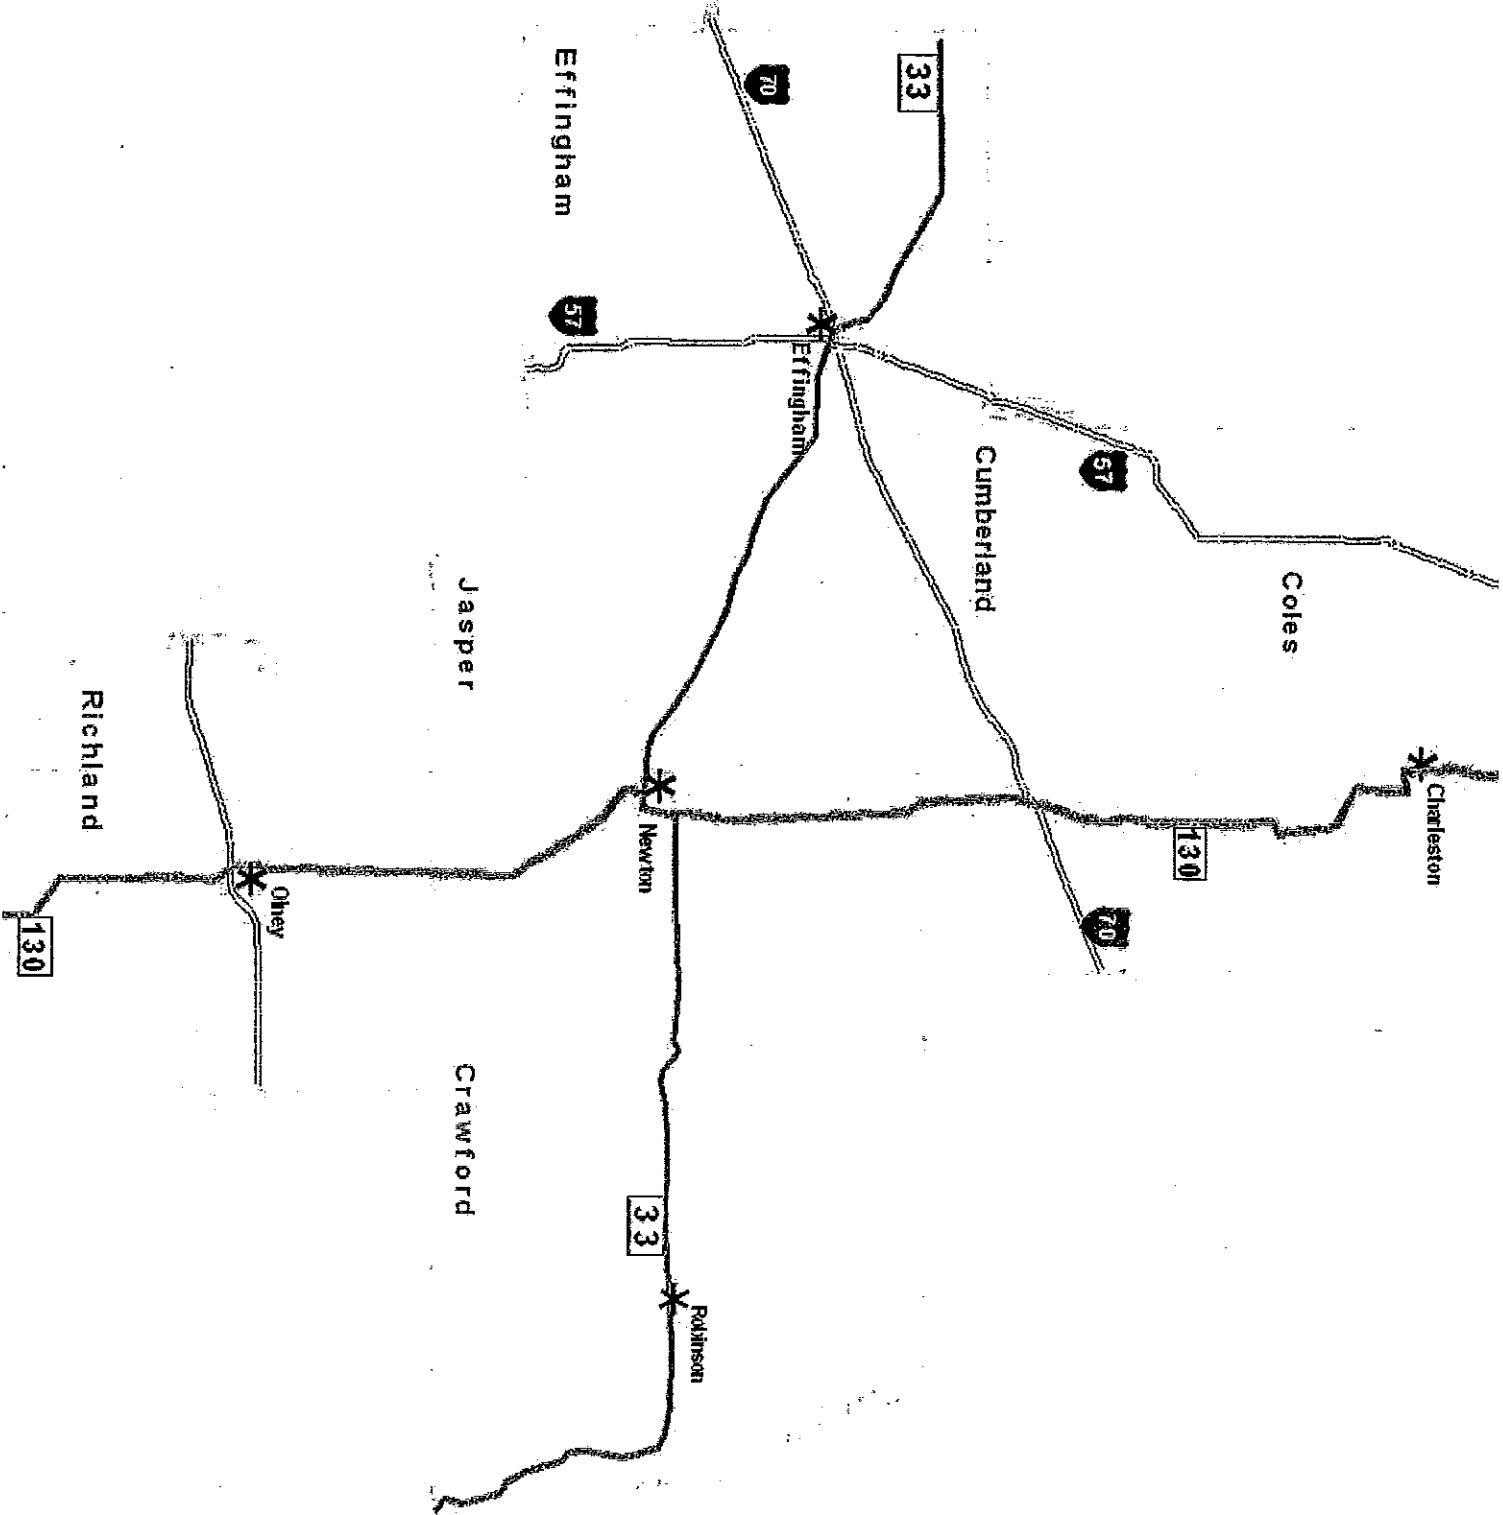 Coles
Charleston
57
130
70
Cumberland
33
70
Effingham
Effingham
57
Newton
Robinson
33
Jasper
Crawford
Olney
Richland
130